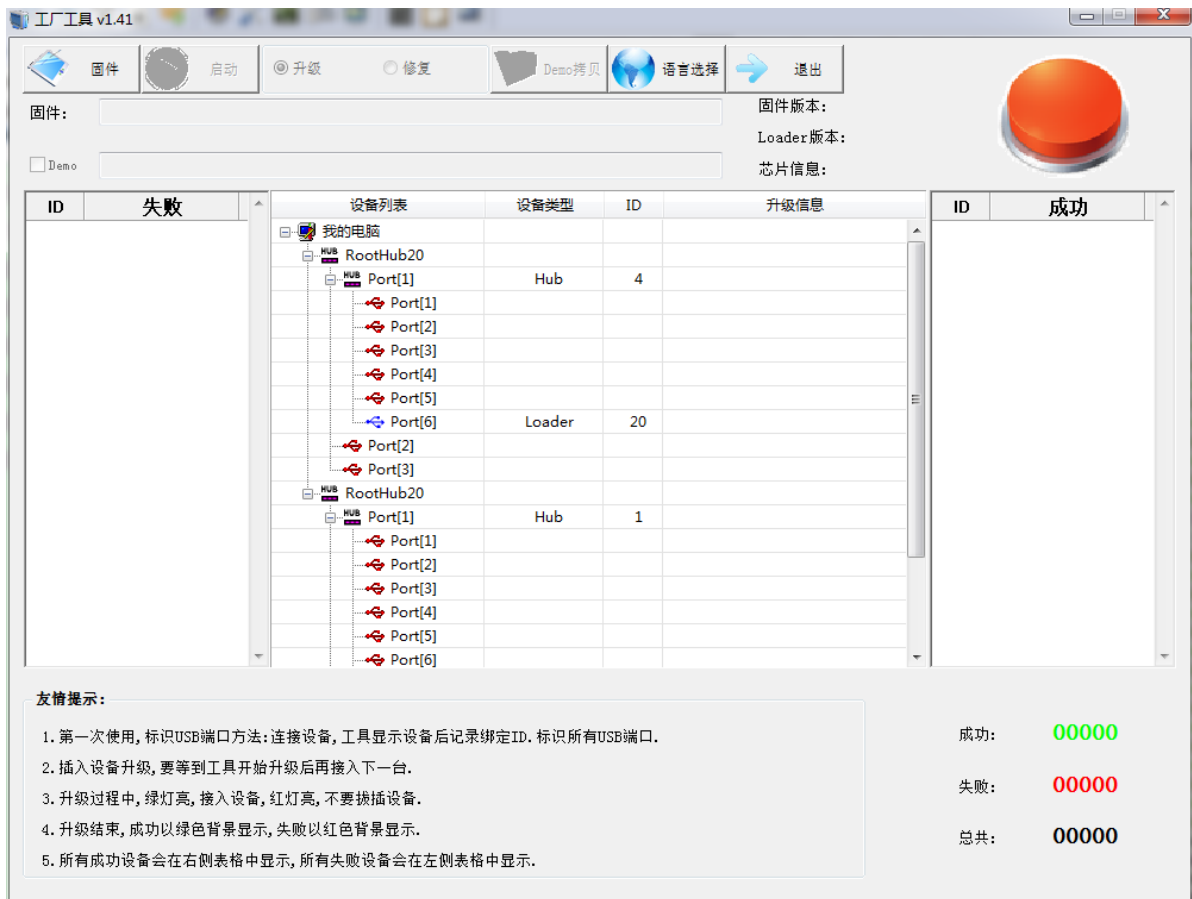 工厂工具 v1.41
固件 启动 升级 修复 Demo拷贝 语言选择 退出
固件: 固件版本:
Loader版本:
Demo 芯片信息:
ID 失败 设备列表 设备类型 ID 升级信息 ID 成功
我的电脑
HUB RootHub20
HUB Port[1] Hub 4
Port[1]
Port[2]
Port[3]
Port[4]
Port[5]
Port[6] Loader 20
Port[2]
Port[3]
HUB RootHub20
HUB Port[1] Hub 1
Port[1]
Port[2]
Port[3]
Port[4]
Port[5]
Port[6]
友情提示:
1.第一次使用,标识USB端口方法:连接设备,工具显示设备后记录绑定ID.标识所有USB端口.
2.插入设备升级,要等到工具开始升级后再接入下一台.
3.升级过程中,绿灯亮,接入设备,红灯亮,不要拔插设备.
4.升级结束,成功以绿色背景显示,失败以红色背景显示.
5.所有成功设备会在右侧表格中显示,所有失败设备会在左侧表格中显示.
成功: 00000
失败: 00000
总共: 00000